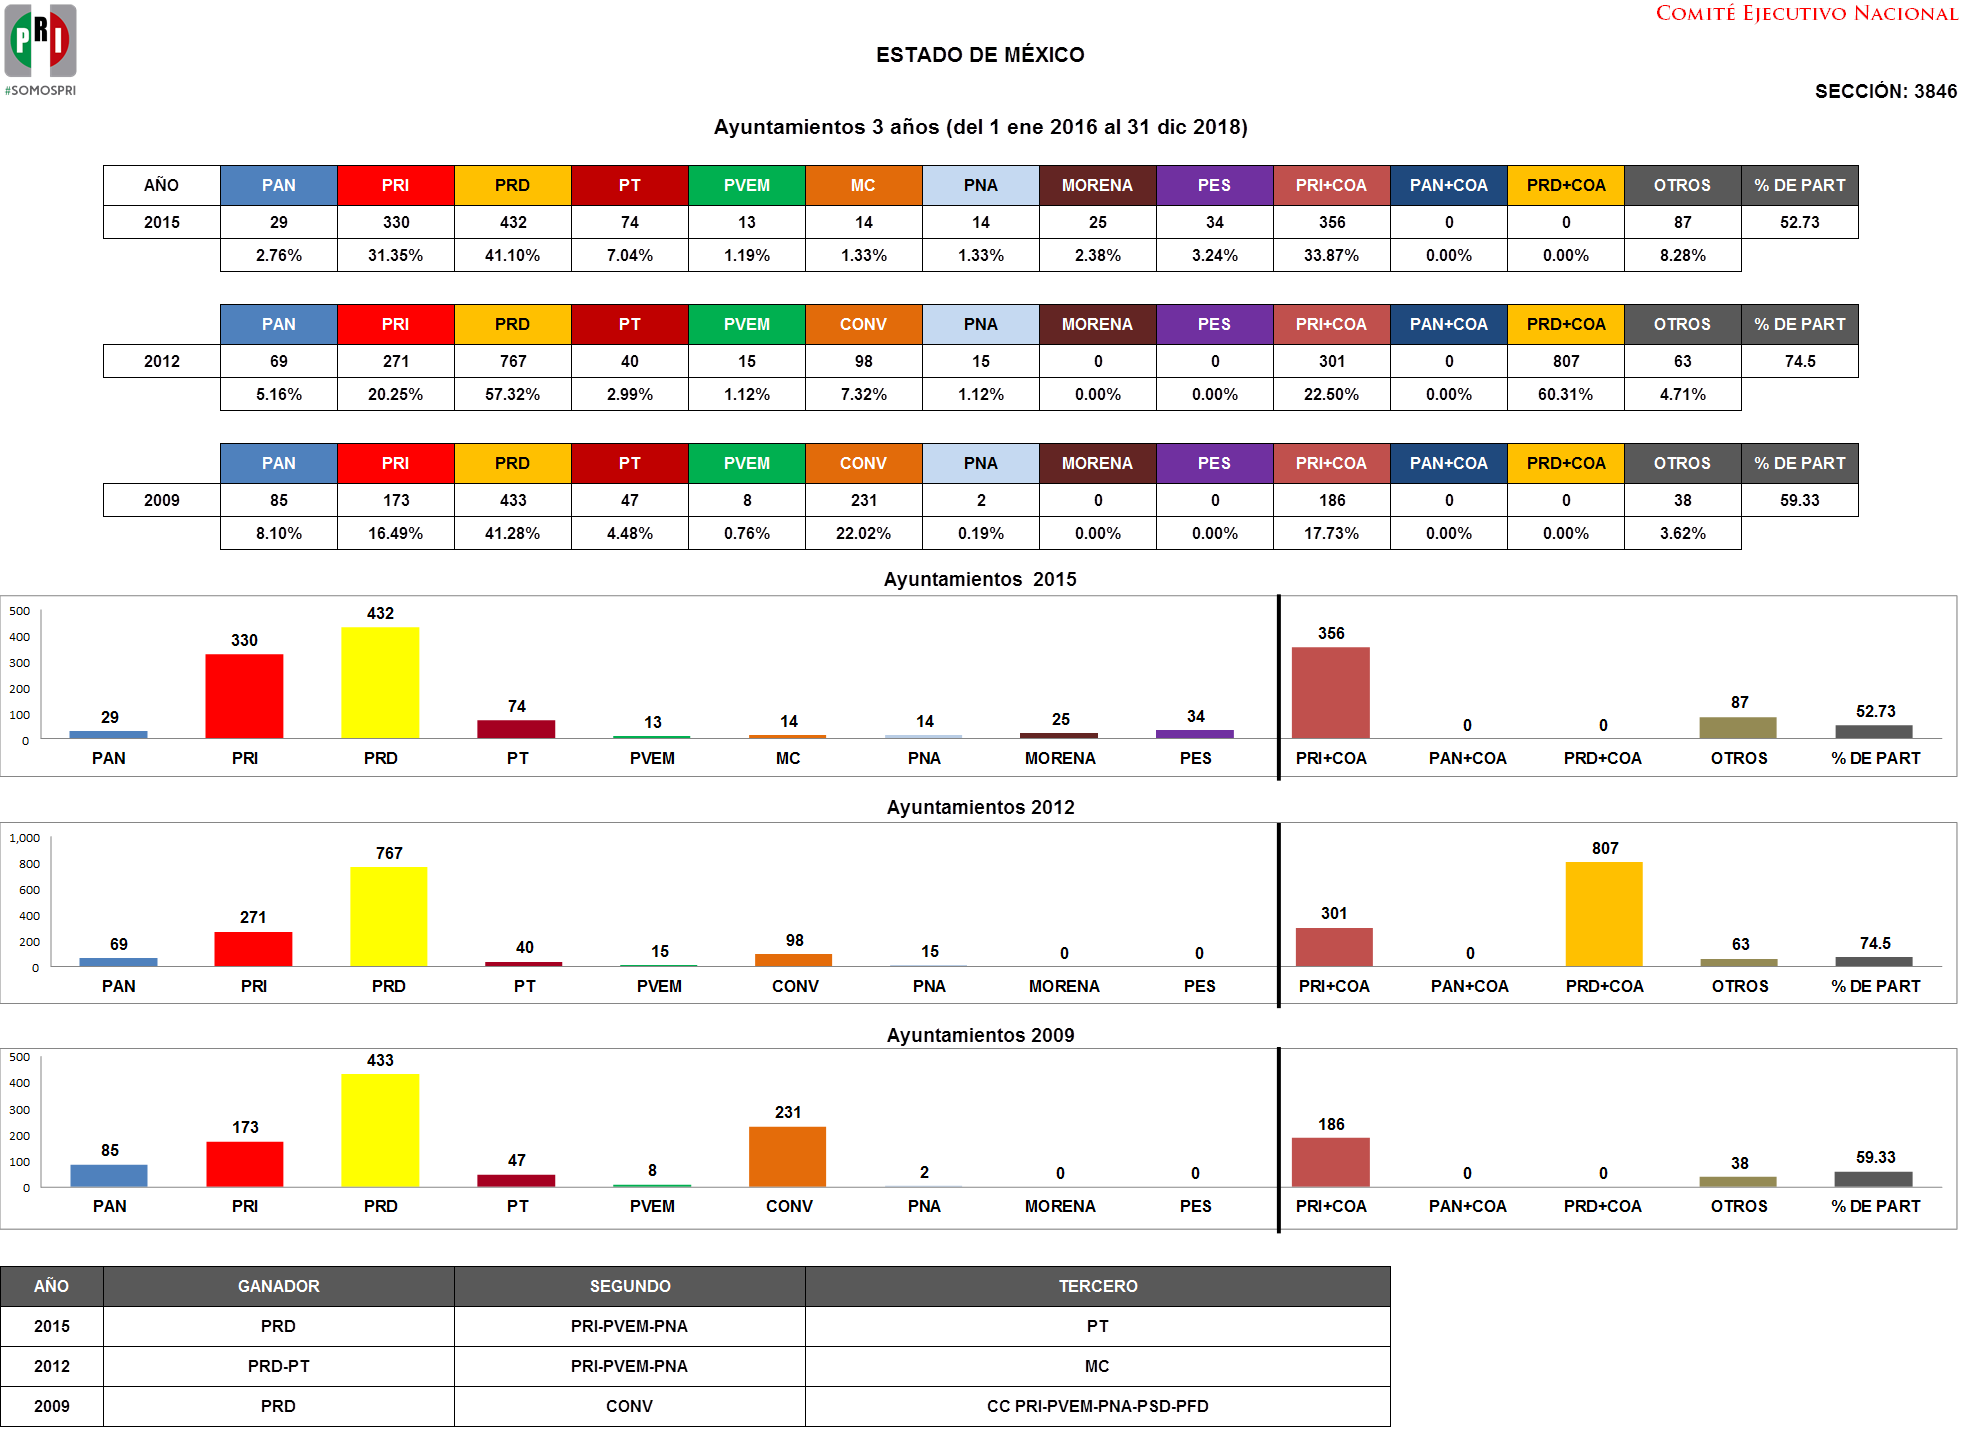 COMITÉ EJECUTIVO NACIONAL
PRI
#SOMOSPRI
ESTADO DE MÉXICO
SECCIÓN: 3846
Ayuntamientos 3 años (del 1 ene 2016 al 31 dic 2018)
AÑO PAN PRI PRD PT PVEM MC PNA MORENA PES PRI+COA PAN+COA PRD+COA OTROS % DE PART
2015 29 330 432 74 13 14 14 25 34 356 0 0 87 52.73
2.76% 31.35% 41.10% 7.04% 1.19% 1.33% 1.33% 2.38% 3.24% 33.87% 0.00% 0.00% 8.28%
PAN PRI PRD PT PVEM CONV PNA MORENA PES PRI+COA PAN+COA PRD+COA OTROS % DE PART
2012 69 271 767 40 15 98 15 0 0 301 0 807 63 74.5
5.16% 20.25% 57.32% 2.99% 1.12% 7.32% 1.12% 0.00% 0.00% 22.50% 0.00% 60.31% 4.71%
PAN PRI PRD PT PVEM CONV PNA MORENA PES PRI+COA PAN+COA PRD+COA OTROS % DE PART
2009 85 173 433 47 8 231 2 0 0 186 0 0 38 59.33
8.10% 16.49% 41.28% 4.48% 0.76% 22.02% 0.19% 0.00% 0.00% 17.73% 0.00% 0.00% 3.62%
Ayuntamientos 2015
500
400
300
200
100
0
29 330 432 74 13 14 14 25 34 356 0 0 87 52.73
PAN PRI PRD PT PVEM MC PNA MORENA PES PRI+COA PAN+COA PRD+COA OTROS % DE PART
Ayuntamientos 2012
1,000
800
600
400
200
0
69 271 767 40 15 98 15 0 0 301 0 807 63 74.5
PAN PRI PRD PT PVEM CONV PNA MORENA PES PRI+COA PAN+COA PRD+COA OTROS % DE PART
Ayuntamientos 2009
500
400
300
200
100
0
85 173 433 47 8 231 2 0 0 186 0 0 38 59.33
PAN PRI PRD PT PVEM CONV PNA MORENA PES PRI+COA PAN+COA PRD+COA OTROS % DE PART
AÑO GANADOR SEGUNDO TERCERO
2015 PRD PRI-PVEM-PNA PT
2012 PRD-PT PRI-PVEM-PNA MC
2009 PRD CONV CC PRI-PVEM-PNA-PSD-PFD